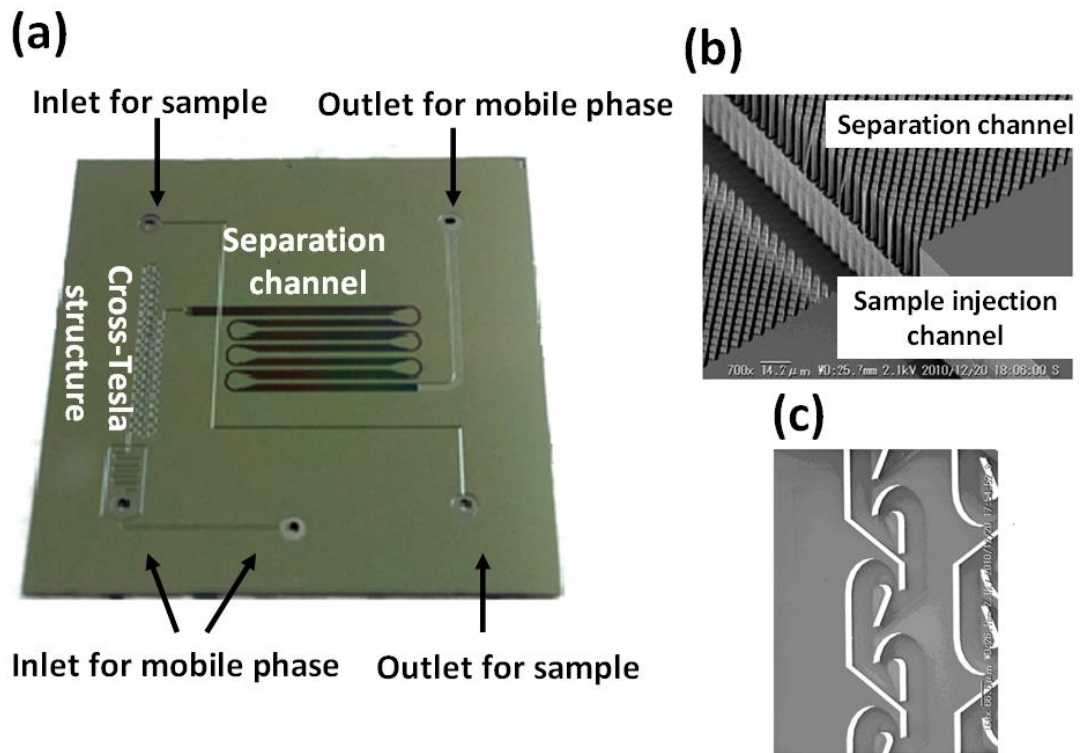 (a)
Inlet for sample
Outlet for mobile phase
Separation
channel
Cross-Tesla
structure
Inlet for mobile phase
Outlet for sample
(b)
Separation channel
Sample injection
channel
700x 14.2μm WD:25.7mm 2.1kV 2010/12/20 18:06:00 S
(c)